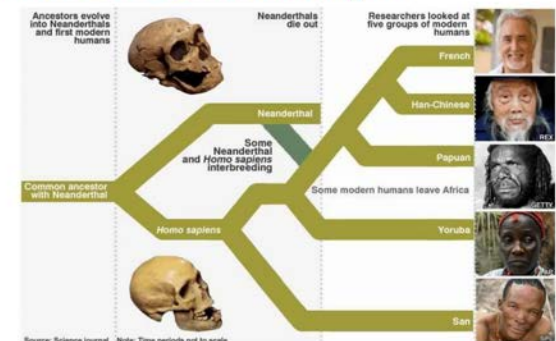 Ancestors evolve
into Neanderthals
and first modern
humans
Neanderthals
die out
Researchers looked at
five groups of modern
humans
French
Han-Chinese
REX
Neanderthal
Some
Neanderthal
and Homo sapiens
interbreeding
Papuan
GETTY
Common ancestor
with Neanderthal
Some modern humans leave Africa
Homo sapiens
Yoruba
San
Source: Science journal Note: Time periods not to scale